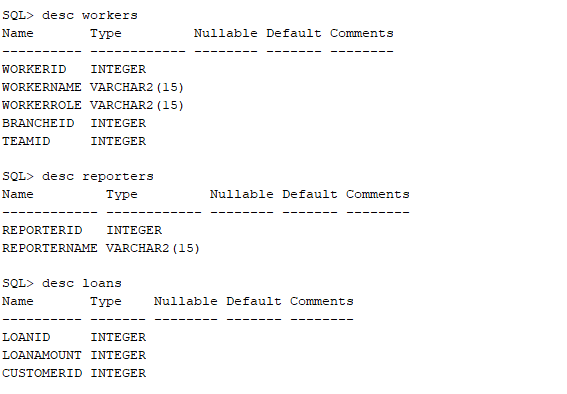 SQL> desc workers
Name       Type         Nullable Default Comments
---------- ------------ -------- ------- --------
WORKERID   INTEGER
WORKERNAME VARCHAR2(15)
WORKERROLE VARCHAR2(15)
BRANCHEID  INTEGER
TEAMID     INTEGER
SQL> desc reporters
Name         Type         Nullable Default Comments
------------ ------------ -------- ------- --------
REPORTERID   INTEGER
REPORTERNAME VARCHAR2(15)
SQL> desc loans
Name       Type    Nullable Default Comments
---------- ------- -------- ------- --------
LOANID     INTEGER
LOANAMOUNT INTEGER
CUSTOMERID INTEGER